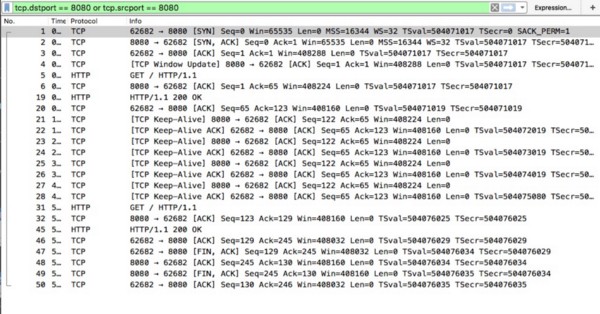 tcp.dstport == 8080 or tcp.srcport == 8080 Expression...
No. Time Protocol Info
1 0... TCP 62682 → 8080 [SYN] Seq=0 Win=65535 Len=0 MSS=16344 WS=32 TSval=504071017 TSecr=0 SACK_PERM=1
2 0... TCP 8080 → 62682 [SYN, ACK] Seq=0 Ack=1 Win=65535 Len=0 MSS=16344 WS=32 TSval=504071017 TSecr=504071...
3 0... TCP 62682 → 8080 [ACK] Seq=1 Ack=1 Win=408288 Len=0 TSval=504071017 TSecr=504071017
4 0... TCP [TCP Window Update] 8080 → 62682 [ACK] Seq=1 Ack=1 Win=408288 Len=0 TSval=504071017 TSecr=5040...
5 0... HTTP GET / HTTP/1.1
6 0... TCP 8080 → 62682 [ACK] Seq=1 Ack=65 Win=408224 Len=0 TSval=504071017 TSecr=504071017
19 0... HTTP HTTP/1.1 200 OK
20 0... TCP 62682 → 8080 [ACK] Seq=65 Ack=123 Win=408160 Len=0 TSval=504071019 TSecr=504071019
21 1... TCP [TCP Keep-Alive] 8080 → 62682 [ACK] Seq=122 Ack=65 Win=408224 Len=0
22 1... TCP [TCP Keep-Alive ACK] 62682 → 8080 [ACK] Seq=65 Ack=123 Win=408160 Len=0 TSval=504072019 TSecr=50...
23 2... TCP [TCP Keep-Alive] 8080 → 62682 [ACK] Seq=122 Ack=65 Win=408224 Len=0
24 2... TCP [TCP Keep-Alive ACK] 62682 → 8080 [ACK] Seq=65 Ack=123 Win=408160 Len=0 TSval=504073019 TSecr=50...
25 3... TCP [TCP Keep-Alive] 8080 → 62682 [ACK] Seq=122 Ack=65 Win=408224 Len=0
26 3... TCP [TCP Keep-Alive ACK] 62682 → 8080 [ACK] Seq=65 Ack=123 Win=408160 Len=0 TSval=504074019 TSecr=50...
27 4... TCP [TCP Keep-Alive] 8080 → 62682 [ACK] Seq=122 Ack=65 Win=408224 Len=0
28 4... TCP [TCP Keep-Alive ACK] 62682 → 8080 [ACK] Seq=65 Ack=123 Win=408160 Len=0 TSval=504075080 TSecr=50...
31 5... HTTP GET / HTTP/1.1
32 5... TCP 8080 → 62682 [ACK] Seq=123 Ack=129 Win=408160 Len=0 TSval=504076025 TSecr=504076025
45 5... HTTP HTTP/1.1 200 OK
46 5... TCP 62682 → 8080 [ACK] Seq=129 Ack=245 Win=408032 Len=0 TSval=504076029 TSecr=504076029
47 5... TCP 62682 → 8080 [FIN, ACK] Seq=129 Ack=245 Win=408032 Len=0 TSval=504076034 TSecr=504076029
48 5... TCP 8080 → 62682 [ACK] Seq=245 Ack=130 Win=408160 Len=0 TSval=504076034 TSecr=504076034
49 5... TCP 8080 → 62682 [FIN, ACK] Seq=245 Ack=130 Win=408160 Len=0 TSval=504076035 TSecr=504076034
50 5... TCP 62682 → 8080 [ACK] Seq=130 Ack=246 Win=408032 Len=0 TSval=504076035 TSecr=504076035